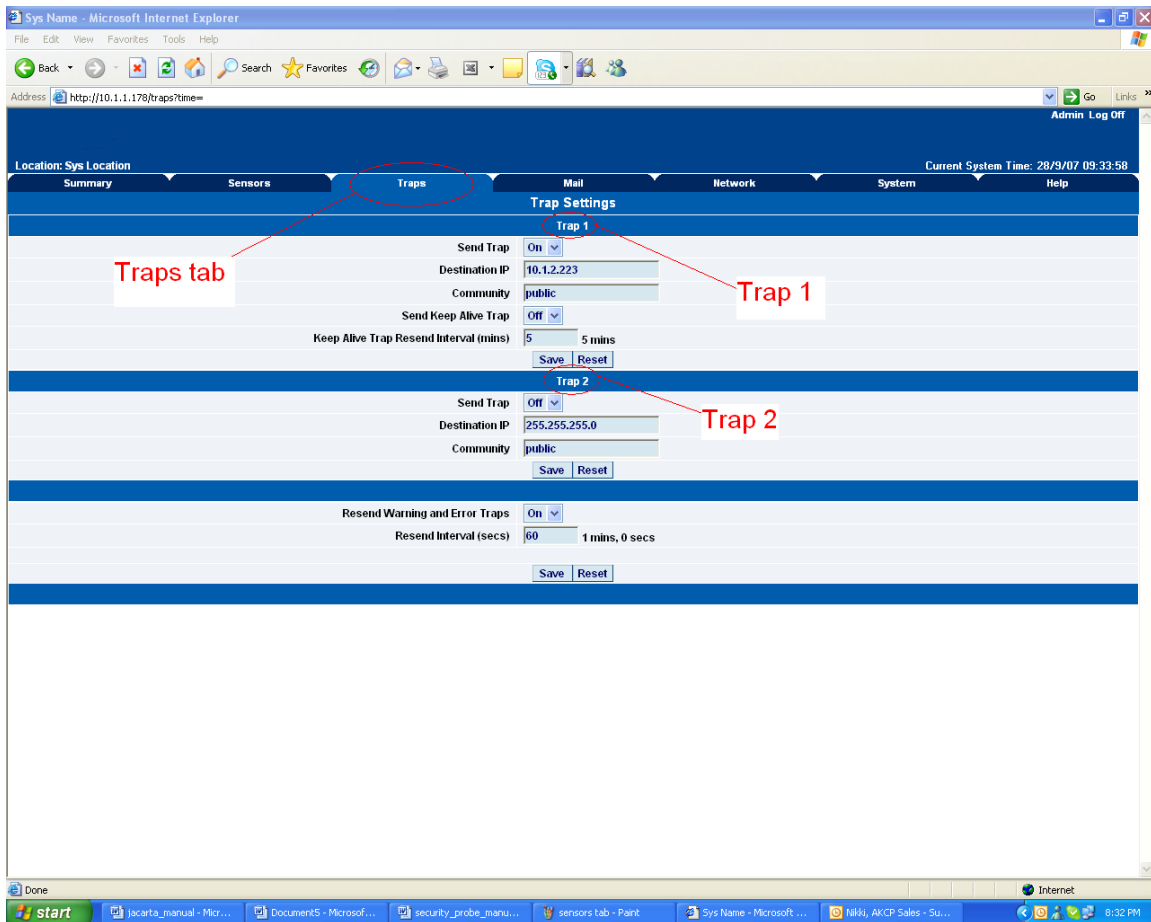 Sys Name - Microsoft Internet Explorer
File Edit View Favorites Tools Help
Back Search Favorites
Address http://10.1.1.178/traps?time= Go Links »
Admin Log Off
Location: Sys Location Current System Time: 28/9/07 09:33:58
Summary Sensors Traps Mail Network System Help
Trap Settings
Trap 1
Send Trap On
Destination IP 10.1.2.223
Community public
Send Keep Alive Trap Off
Keep Alive Trap Resend Interval (mins) 5 5 mins
Save Reset
Traps tab
Trap 1
Trap 2
Send Trap Off
Destination IP 255.255.255.0
Community public
Save Reset
Trap 2
Resend Warning and Error Traps On
Resend Interval (secs) 60 1 mins, 0 secs
Save Reset
Done Internet
start jacarta_manual - Micr... Document5 - Microsof... security_probe_manu... sensors tab - Paint Sys Name - Microsoft ... Nikki, AKCP Sales - Su... 8:32 PM